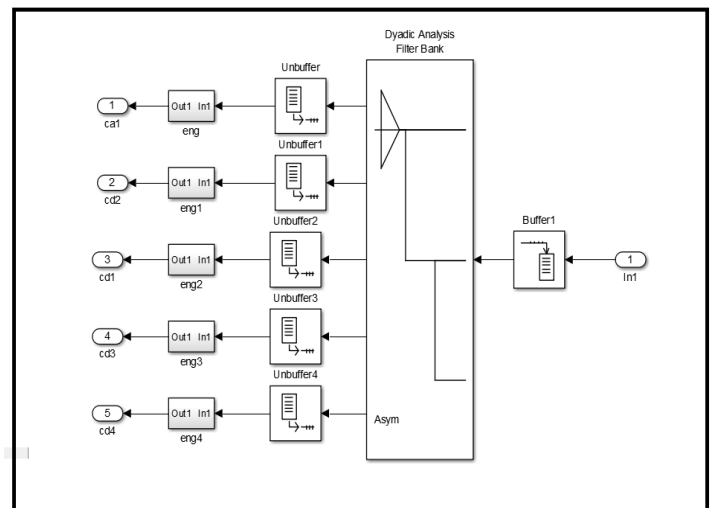 Dyadic Analysis
Filter Bank
Unbuffer
1
Out1 In1
ca1
eng
Unbuffer1
2
Out1 In1
cd2
eng1
Unbuffer2
Buffer1
3
Out1 In1
1
cd1
eng2
In1
Unbuffer3
4
Out1 In1
cd3
eng3
Unbuffer4
5
Out1 In1
Asym
cd4
eng4